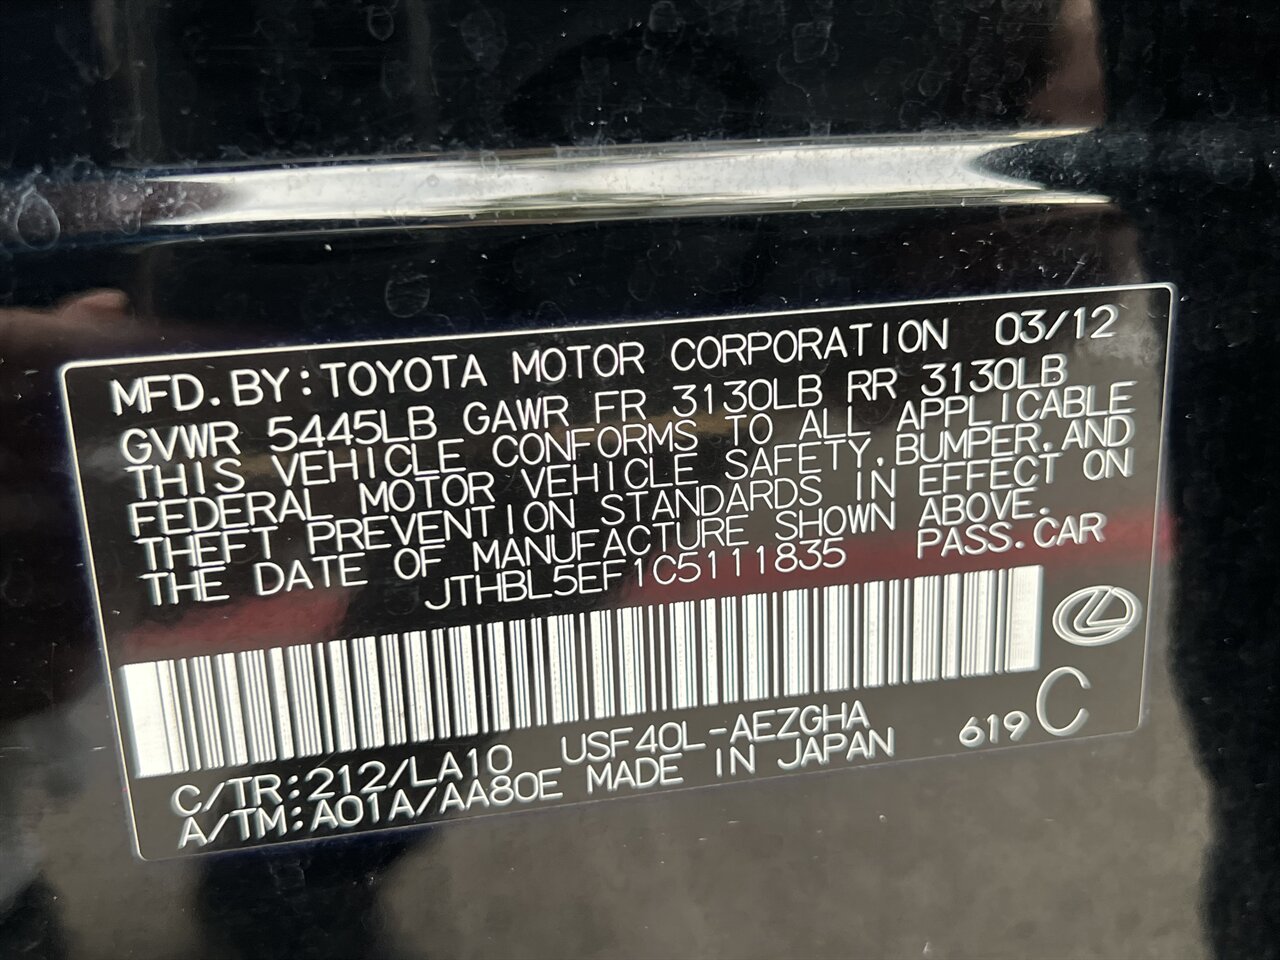 MFD. BY: TOYOTA MOTOR CORPORATION 03/12
GVWR 5445LB GAWR FR 3130LB RR 3130LB
THIS VEHICLE CONFORMS TO ALL APPLICABLE
FEDERAL MOTOR VEHICLE SAFETY, BUMPER, AND
THEFT PREVENTION STANDARDS IN EFFECT ON
THE DATE OF MANUFACTURE SHOWN ABOVE.
JTHBL5EF1C5111835 PASS. CAR
C/TR: 212/LA10 USF40L-AEZGHA 619 C
A/TM: A01A/AA80E MADE IN JAPAN